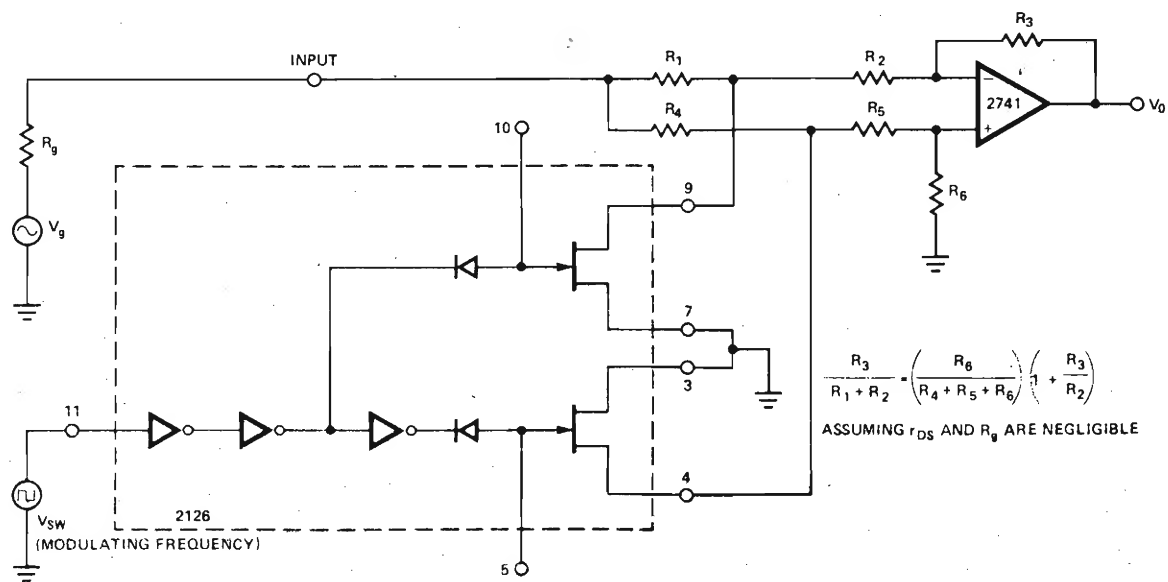 INPUT
R1
R2
R3
R4
R5
R6
2741
V0
Rg
Vg
10
9
7
3
4
5
11
2126
VSW
(MODULATING FREQUENCY)
R3 / (R1 + R2) = (R6 / (R4 + R5 + R6)) (1 + R3 / R2)
ASSUMING rDS AND Rg ARE NEGLIGIBLE